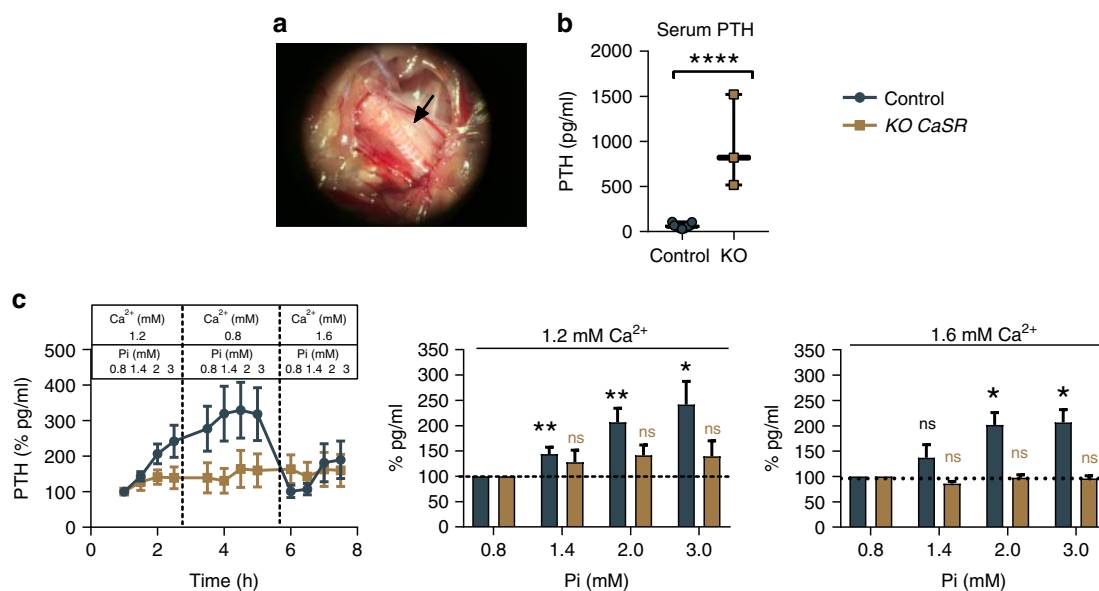 a
b
Serum PTH
2000
1500
1000
500
0
PTH (pg/ml)
****
Control KO
Control
KO CaSR
c
Ca²⁺ (mM) Ca²⁺ (mM) Ca²⁺ (mM)
1.2 0.8 1.6
Pi (mM) Pi (mM) Pi (mM)
0.8 1.4 2 3 0.8 1.4 2 3 0.8 1.4 2 3
500
400
300
200
100
0
PTH (% pg/ml)
0 2 4 6 8
Time (h)
1.2 mM Ca²⁺
350
300
250
200
150
100
50
0
% pg/ml
** ns ** ns * ns
0.8 1.4 2.0 3.0
Pi (mM)
1.6 mM Ca²⁺
350
300
250
200
150
100
50
0
% pg/ml
ns ns * ns * ns
0.8 1.4 2.0 3.0
Pi (mM)